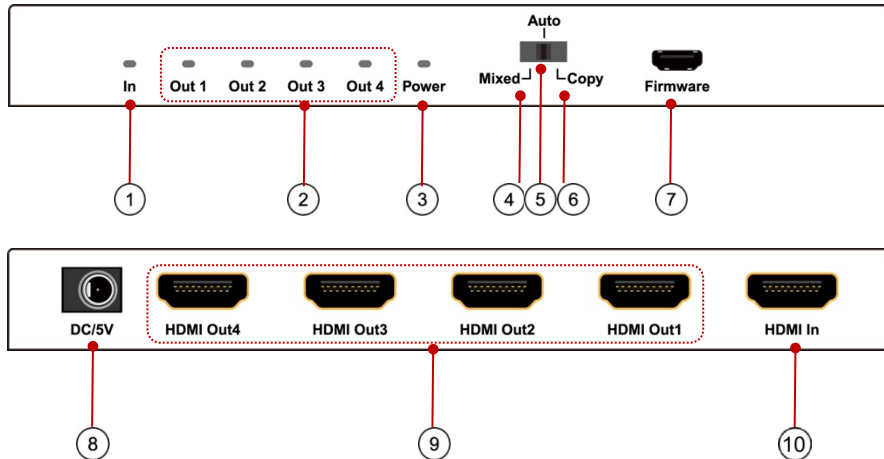 Auto
Mixed Copy
In Out 1 Out 2 Out 3 Out 4 Power Firmware
1 2 3 4 5 6 7
DC/5V HDMI Out4 HDMI Out3 HDMI Out2 HDMI Out1 HDMI In
8 9 10